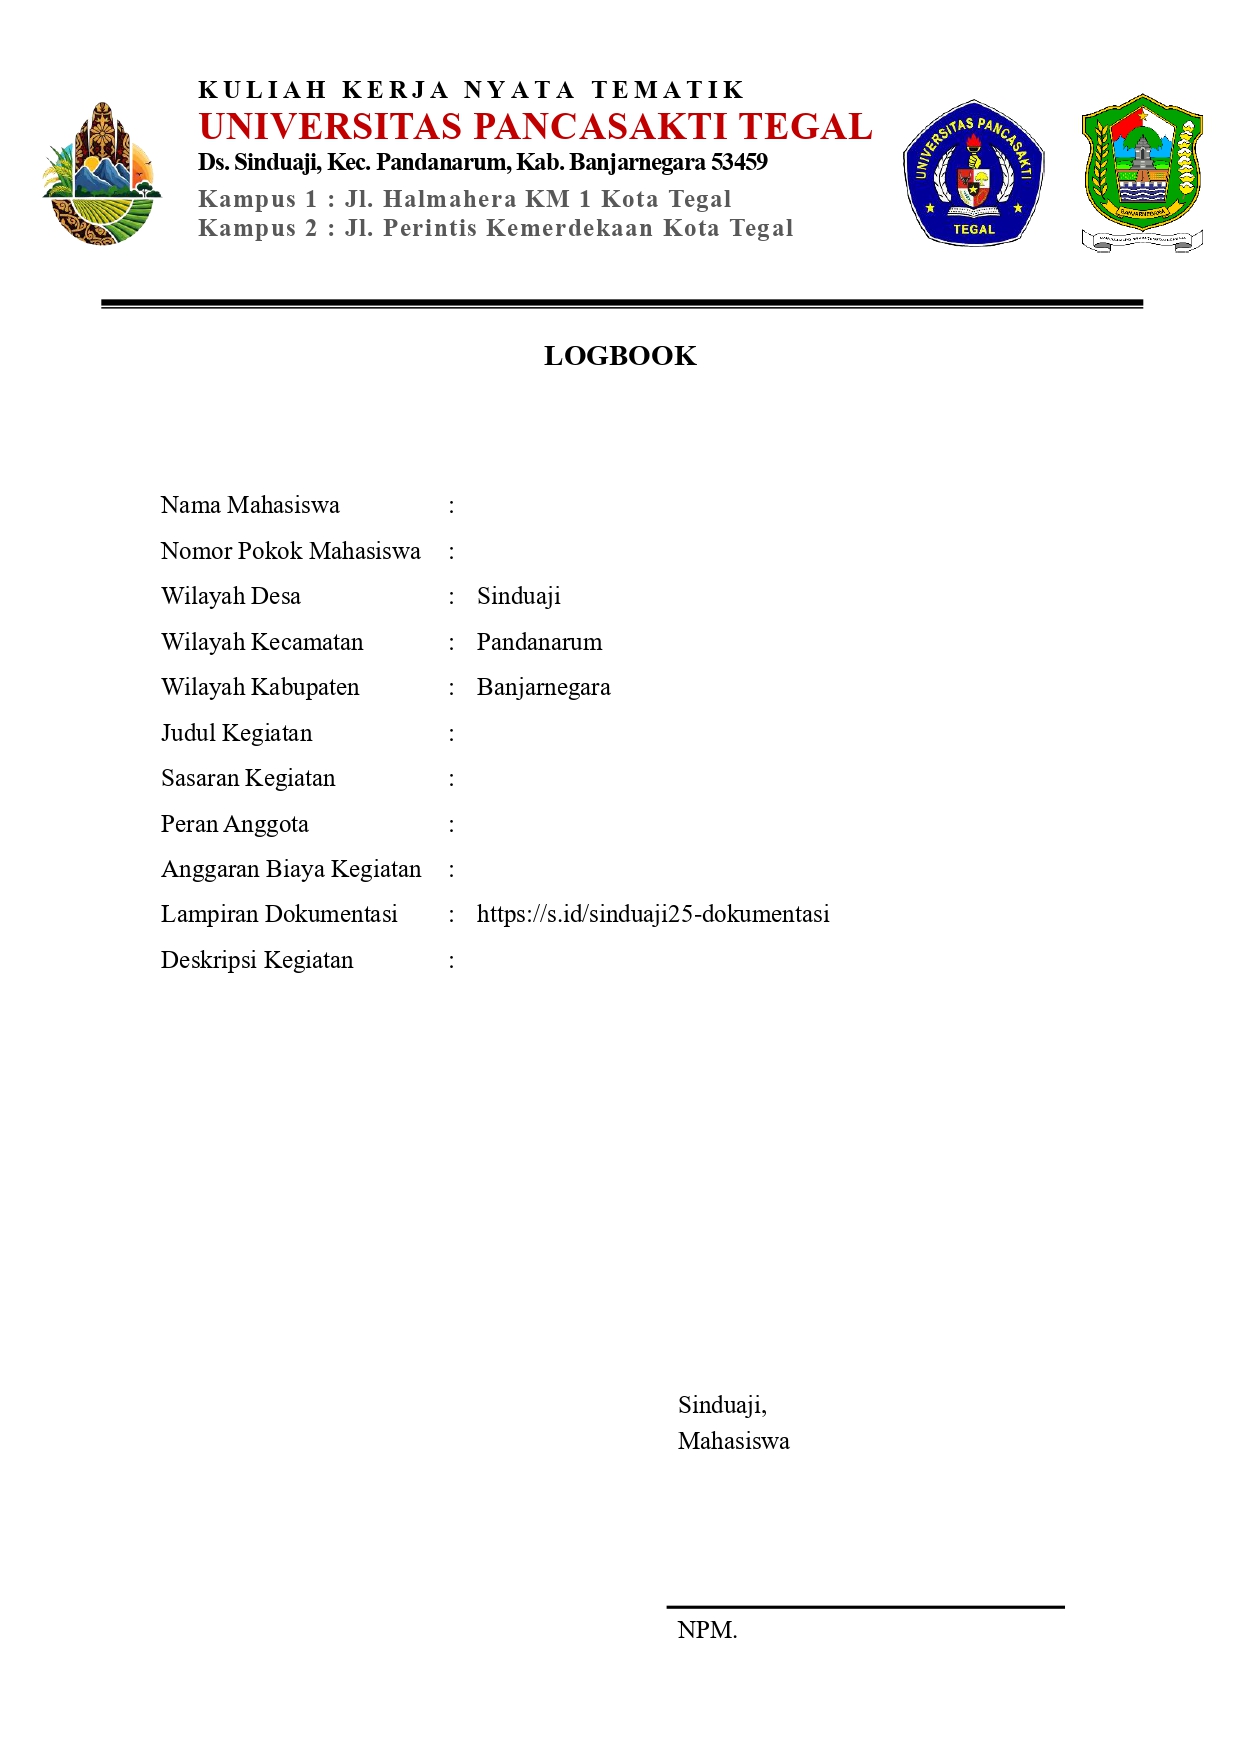 KULIAH KERJA NYATA TEMATIK
UNIVERSITAS PANCASAKTI TEGAL
Ds. Sinduaji, Kec. Pandanarum, Kab. Banjarnegara 53459
Kampus 1 : Jl. Halmahera KM 1 Kota Tegal
Kampus 2 : Jl. Perintis Kemerdekaan Kota Tegal
UNIVERSITAS PANCASAKTI
TEGAL
BANJARNEGARA
LOGBOOK
Nama Mahasiswa :
Nomor Pokok Mahasiswa :
Wilayah Desa : Sinduaji
Wilayah Kecamatan : Pandanarum
Wilayah Kabupaten : Banjarnegara
Judul Kegiatan :
Sasaran Kegiatan :
Peran Anggota :
Anggaran Biaya Kegiatan :
Lampiran Dokumentasi : https://s.id/sinduaji25-dokumentasi
Deskripsi Kegiatan :
Sinduaji,
Mahasiswa
NPM.